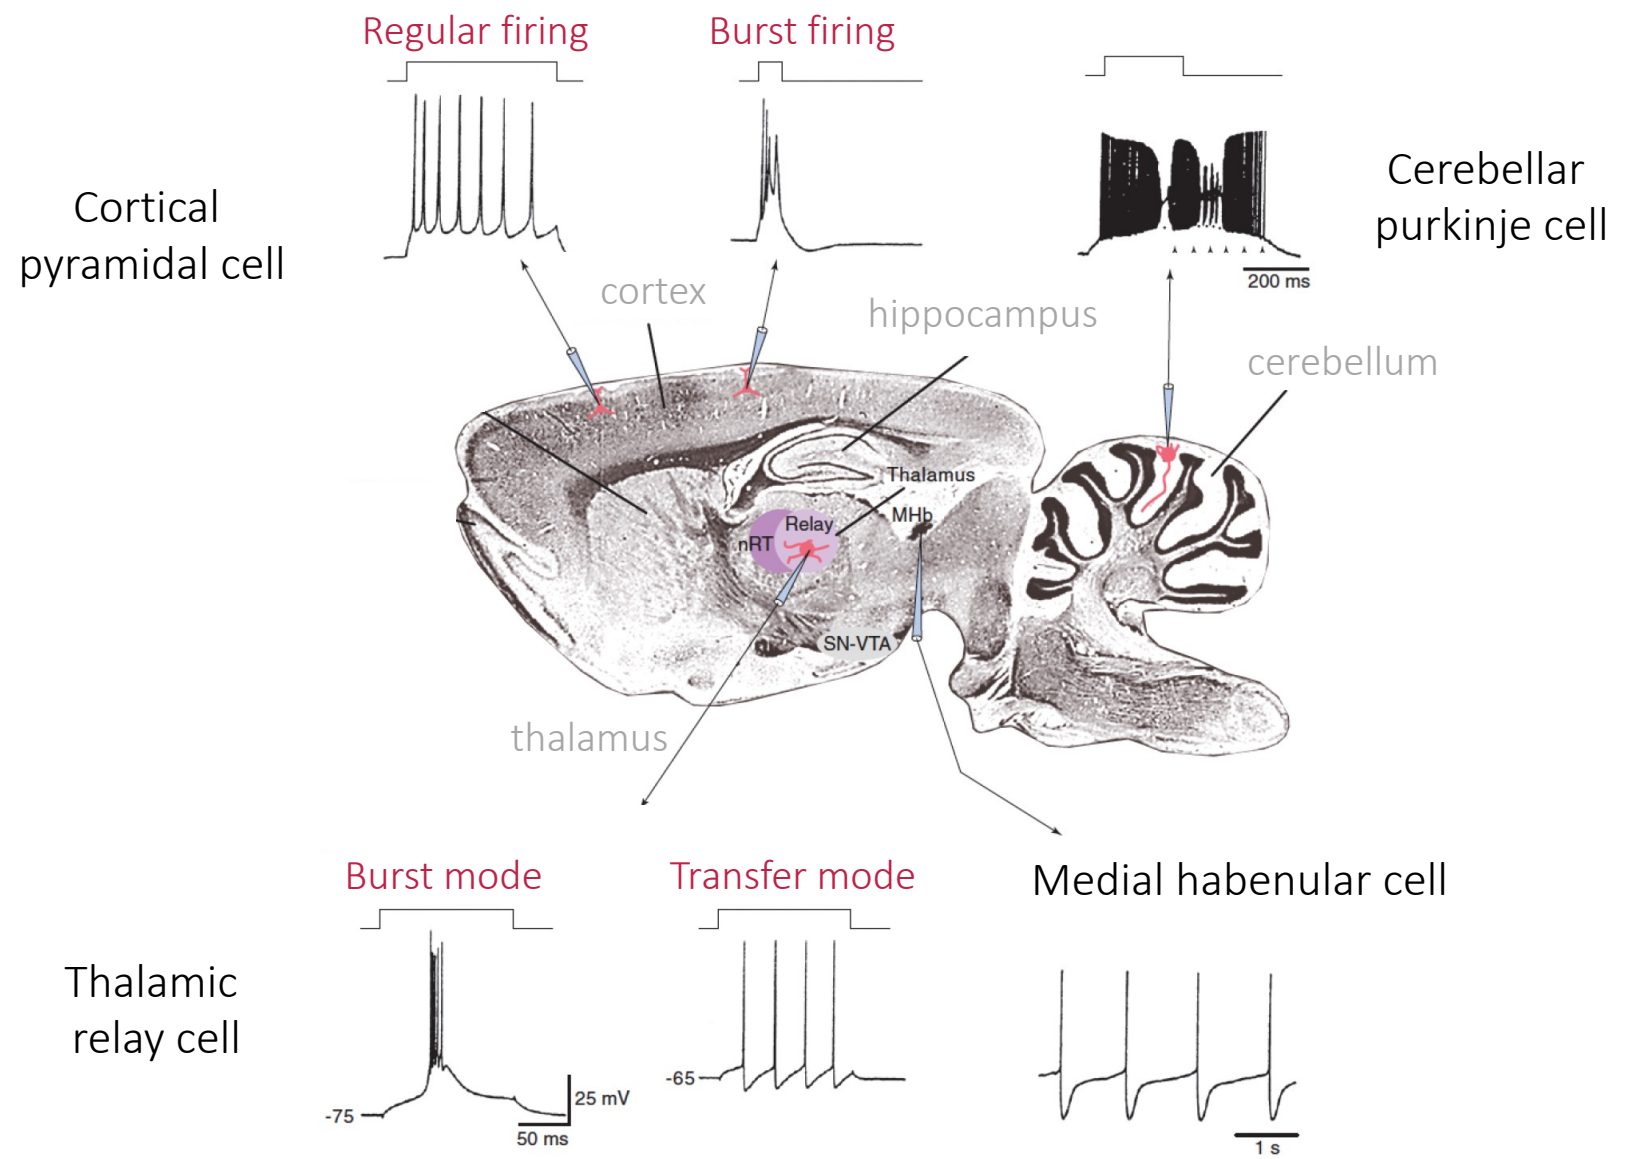 Regular firing
Burst firing
Cortical
pyramidal cell
Cerebellar
purkinje cell
200 ms
cortex
hippocampus
cerebellum
Thalamus
MHb
Relay
nRT
SN-VTA
thalamus
Burst mode
Transfer mode
Medial habenular cell
Thalamic
relay cell
-75
25 mV
50 ms
-65
1 s